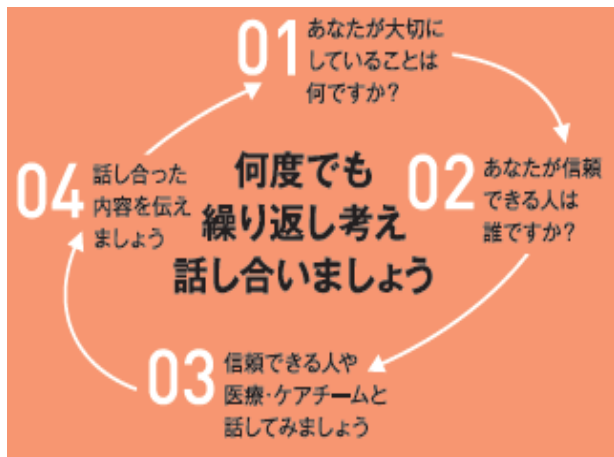 01 あなたが大切に
していることは
何ですか?
02 あなたが信頼
できる人は
誰ですか?
03 信頼できる人や
医療・ケアチームと
話してみましょう
04 話し合った
内容を伝え
ましょう
何度でも
繰り返し考え
話し合いましょう